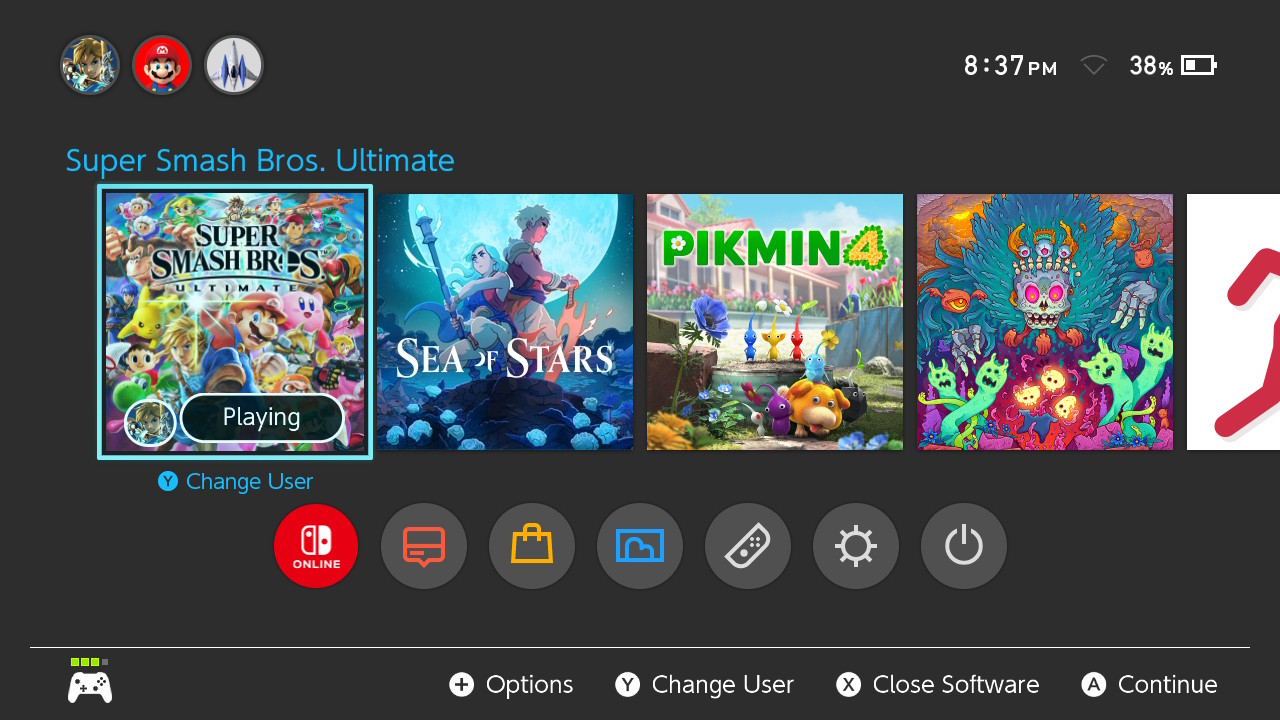 8:37 PM 38%
Super Smash Bros. Ultimate
SUPER
SMASH BROS.
ULTIMATE
Playing
SEA OF STARS
PIKMIN 4
Y Change User
ONLINE
+ Options Y Change User X Close Software A Continue